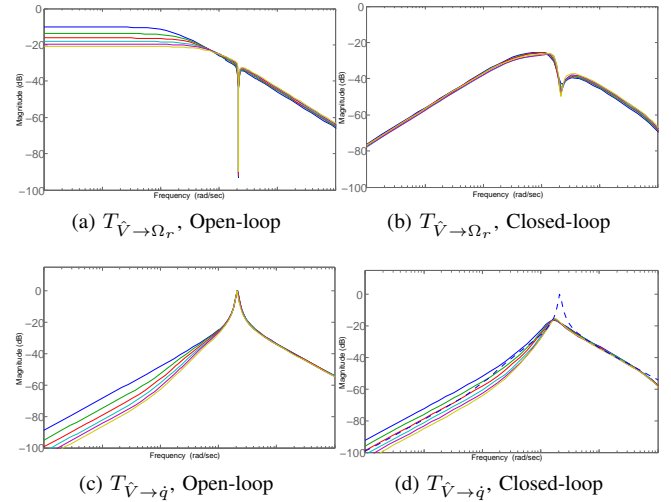 0
−20
−40
−60
−80
−100
Magnitude (dB)
Frequency (rad/sec)
(a) T_{V̂→Ω_r}, Open-loop
0
−20
−40
−60
−80
−100
Magnitude (dB)
Frequency (rad/sec)
(b) T_{V̂→Ω_r}, Closed-loop
0
−20
−40
−60
−80
−100
Magnitude (dB)
Frequency (rad/sec)
(c) T_{V̂→q̇}, Open-loop
0
−20
−40
−60
−80
−100
Magnitude (dB)
Frequency (rad/sec)
(d) T_{V̂→q̇}, Closed-loop